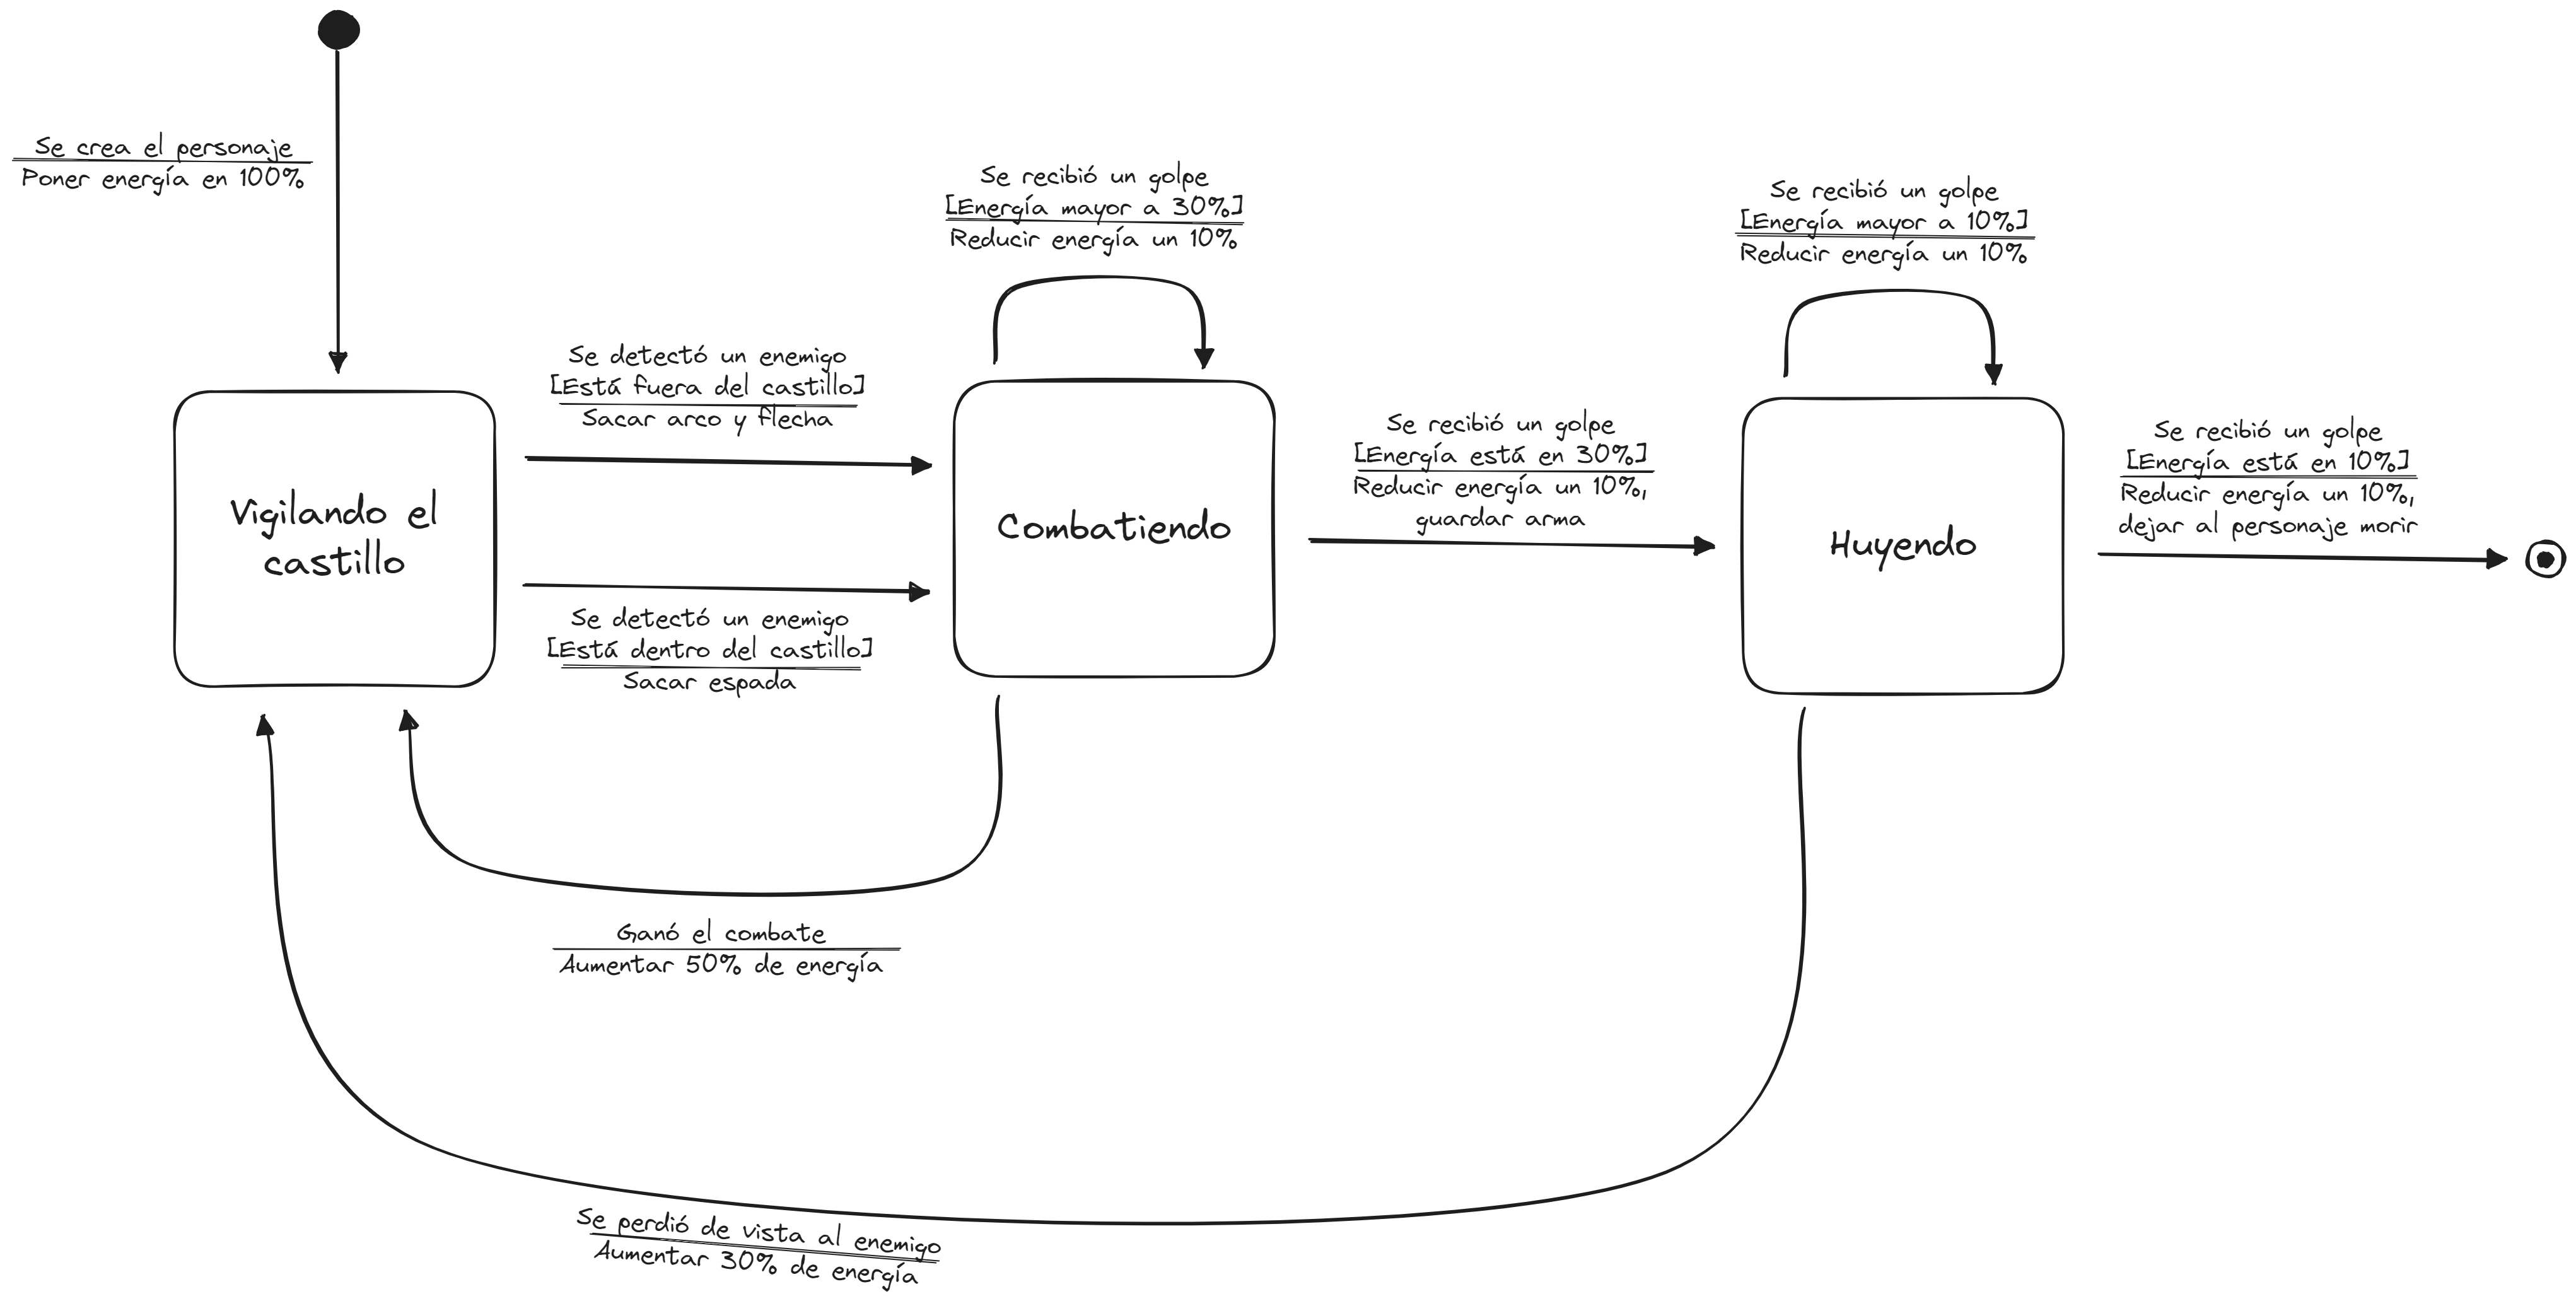 Se crea el personaje
Poner energía en 100%
Se recibió un golpe
[Energía mayor a 30%]
Reducir energía un 10%
Se recibió un golpe
[Energía mayor a 10%]
Reducir energía un 10%
Se detectó un enemigo
[Está fuera del castillo]
Sacar arco y flecha
Vigilando el
castillo
Se detectó un enemigo
[Está dentro del castillo]
Sacar espada
Combatiendo
Se recibió un golpe
[Energía está en 30%]
Reducir energía un 10%,
guardar arma
Huyendo
Se recibió un golpe
[Energía está en 10%]
Reducir energía un 10%,
dejar al personaje morir
Ganó el combate
Aumentar 50% de energía
Se perdió de vista al enemigo
Aumentar 30% de energía